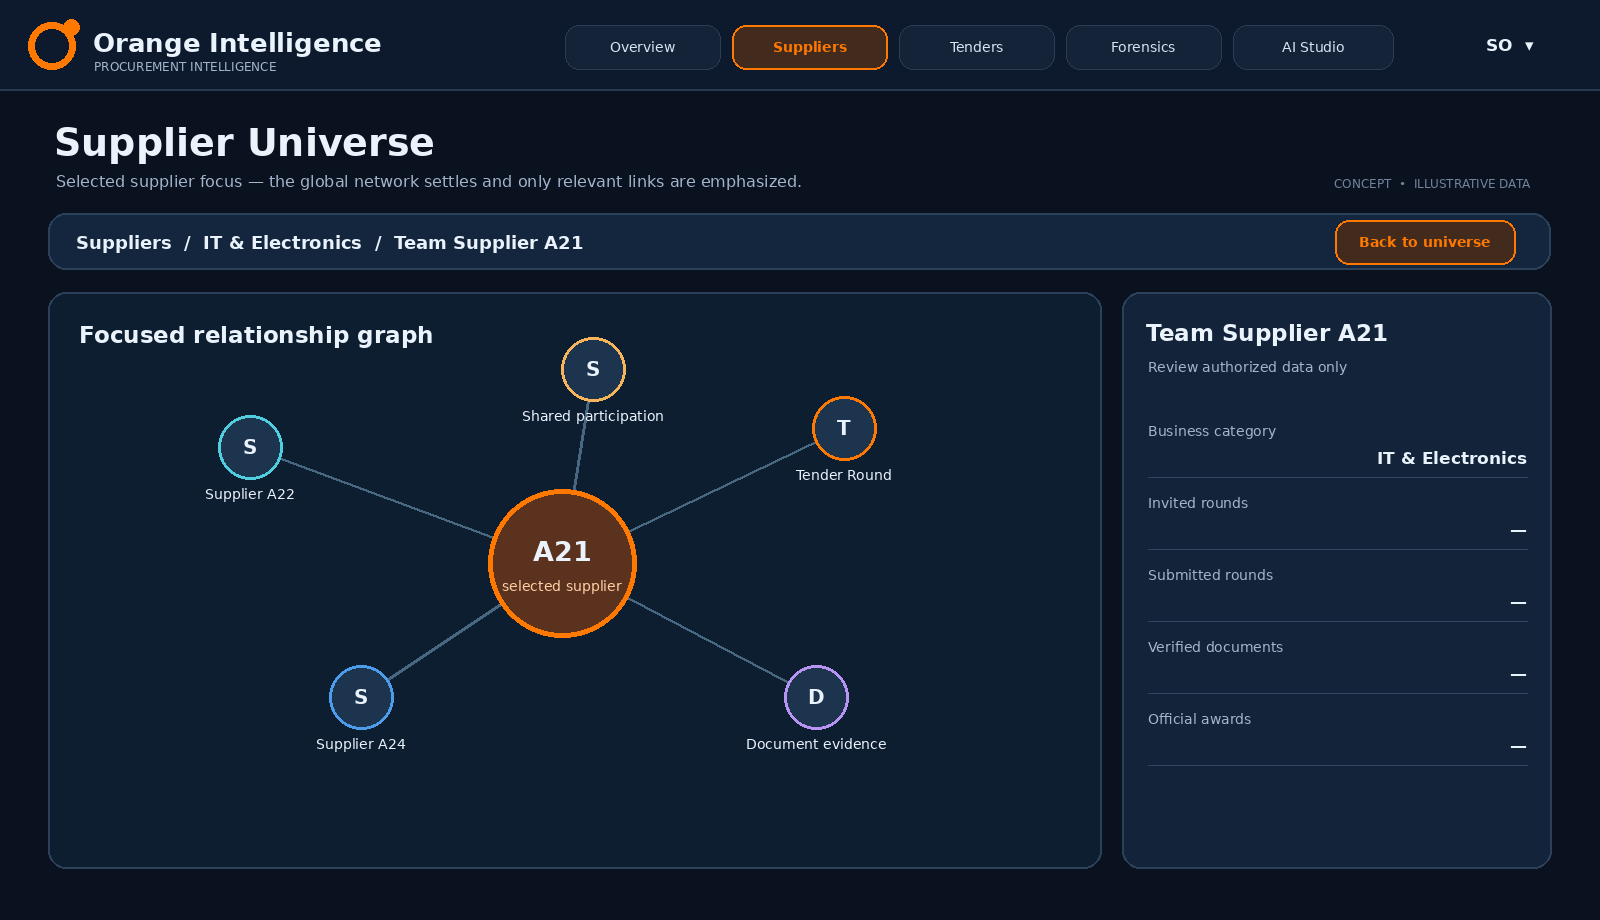 Orange Intelligence
PROCUREMENT INTELLIGENCE
Overview
Suppliers
Tenders
Forensics
AI Studio
SO ▾
Supplier Universe
Selected supplier focus — the global network settles and only relevant links are emphasized.
CONCEPT • ILLUSTRATIVE DATA
Suppliers / IT & Electronics / Team Supplier A21
Back to universe
Focused relationship graph
S
Shared participation
T
Tender Round
S
Supplier A22
A21
selected supplier
S
Supplier A24
D
Document evidence
Team Supplier A21
Review authorized data only
Business category
IT & Electronics
Invited rounds
—
Submitted rounds
—
Verified documents
—
Official awards
—